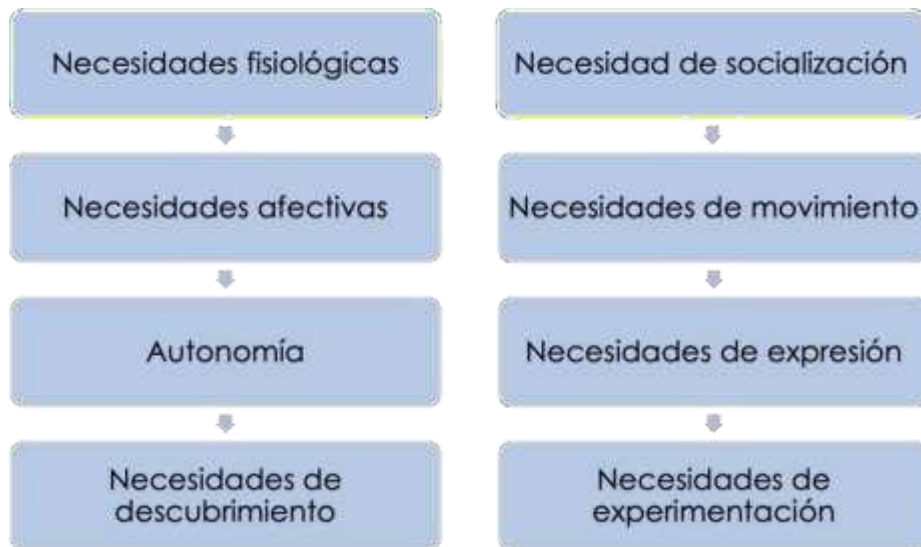 Necesidades fisiológicas
Necesidades afectivas
Autonomía
Necesidades de
descubrimiento
Necesidad de socialización
Necesidades de movimiento
Necesidades de expresión
Necesidades de
experimentación